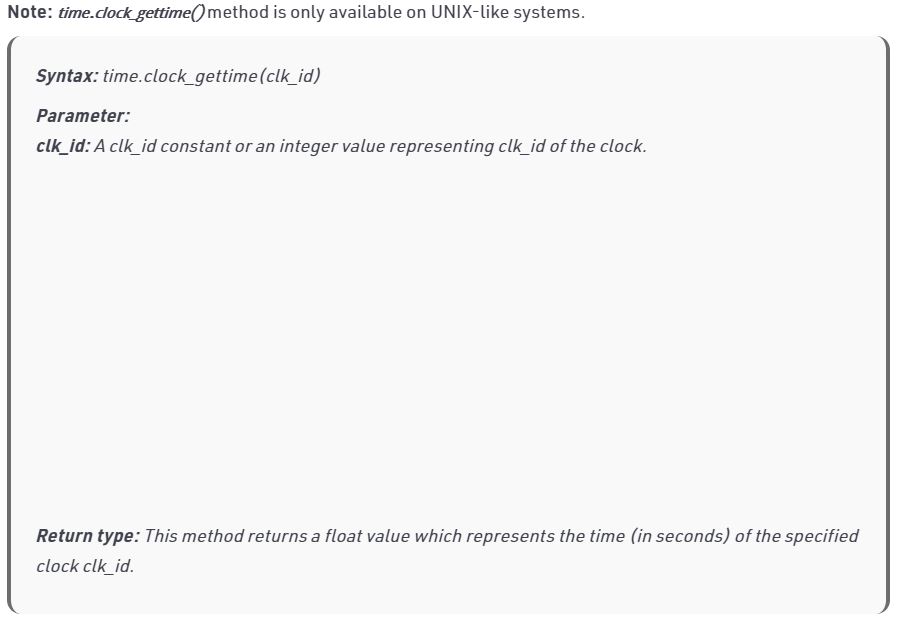 Note: time.clock_gettime() method is only available on UNIX-like systems.
Syntax: time.clock_gettime(clk_id)
Parameter:
clk_id: A clk_id constant or an integer value representing clk_id of the clock.
Return type: This method returns a float value which represents the time (in seconds) of the specified
clock clk_id.